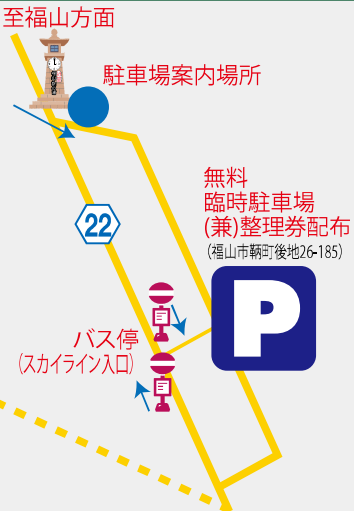 至福山方面
駐車場案内場所
無料
臨時駐車場
(兼)整理券配布
(福山市鞆町後地26-185)
22
P
バス停
(スカイライン入口)